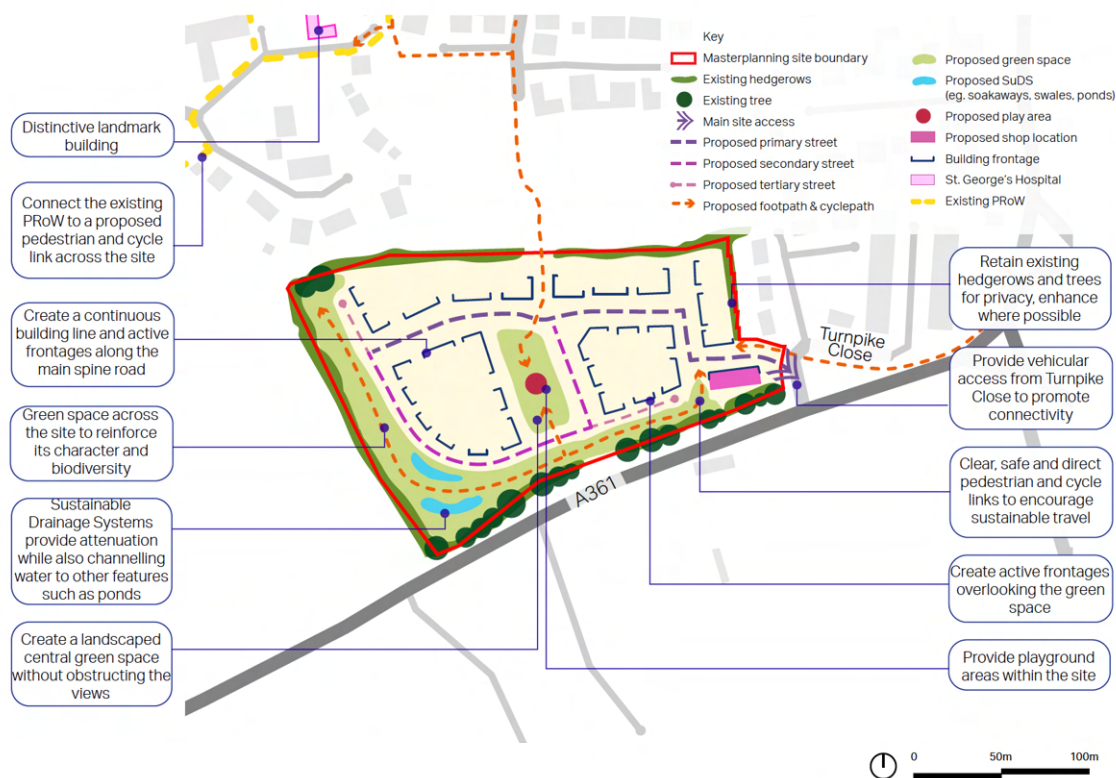 Key
Masterplanning site boundary
Existing hedgerows
Existing tree
Main site access
Proposed primary street
Proposed secondary street
Proposed tertiary street
Proposed footpath & cyclepath
Proposed green space
Proposed SuDS
(eg. soakaways, swales, ponds)
Proposed play area
Proposed shop location
Building frontage
St. George's Hospital
Existing PRoW
Distinctive landmark
building
Connect the existing
PRoW to a proposed
pedestrian and cycle
link across the site
Create a continuous
building line and active
frontages along the
main spine road
Green space across
the site to reinforce
its character and
biodiversity
Sustainable
Drainage Systems
provide attenuation
while also channelling
water to other features
such as ponds
Create a landscaped
central green space
without obstructing the
views
Turnpike
Close
A361
Retain existing
hedgerows and trees
for privacy, enhance
where possible
Provide vehicular
access from Turnpike
Close to promote
connectivity
Clear, safe and direct
pedestrian and cycle
links to encourage
sustainable travel
Create active frontages
overlooking the green
space
Provide playground
areas within the site
0 50m 100m